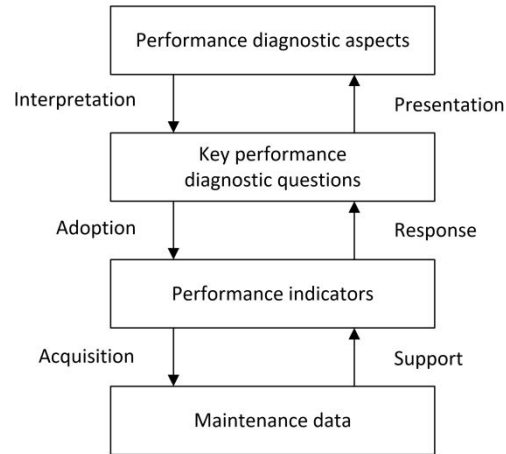 Performance diagnostic aspects
Interpretation
Presentation
Key performance
diagnostic questions
Adoption
Response
Performance indicators
Acquisition
Support
Maintenance data